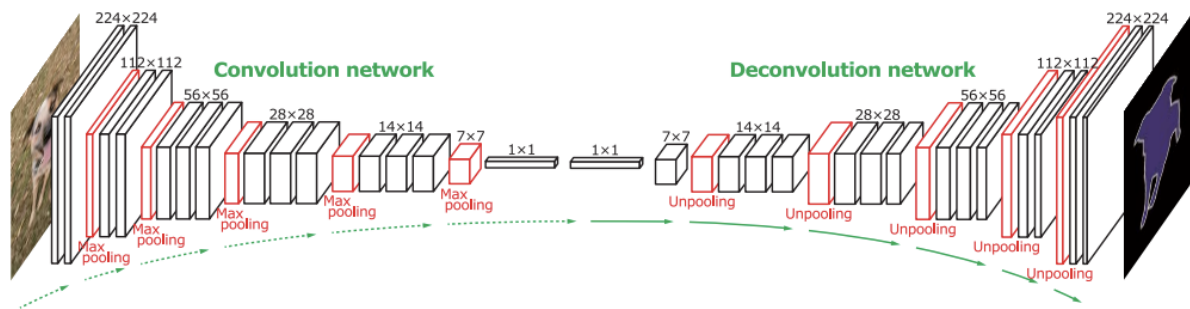 224×224
112×112
Convolution network
56×56
28×28
14×14
7×7
1×1
1×1
7×7
14×14
Deconvolution network
28×28
56×56
112×112
224×224
Max
pooling
Max
pooling
Max
pooling
Max
pooling
Max
pooling
Unpooling
Unpooling
Unpooling
Unpooling
Unpooling